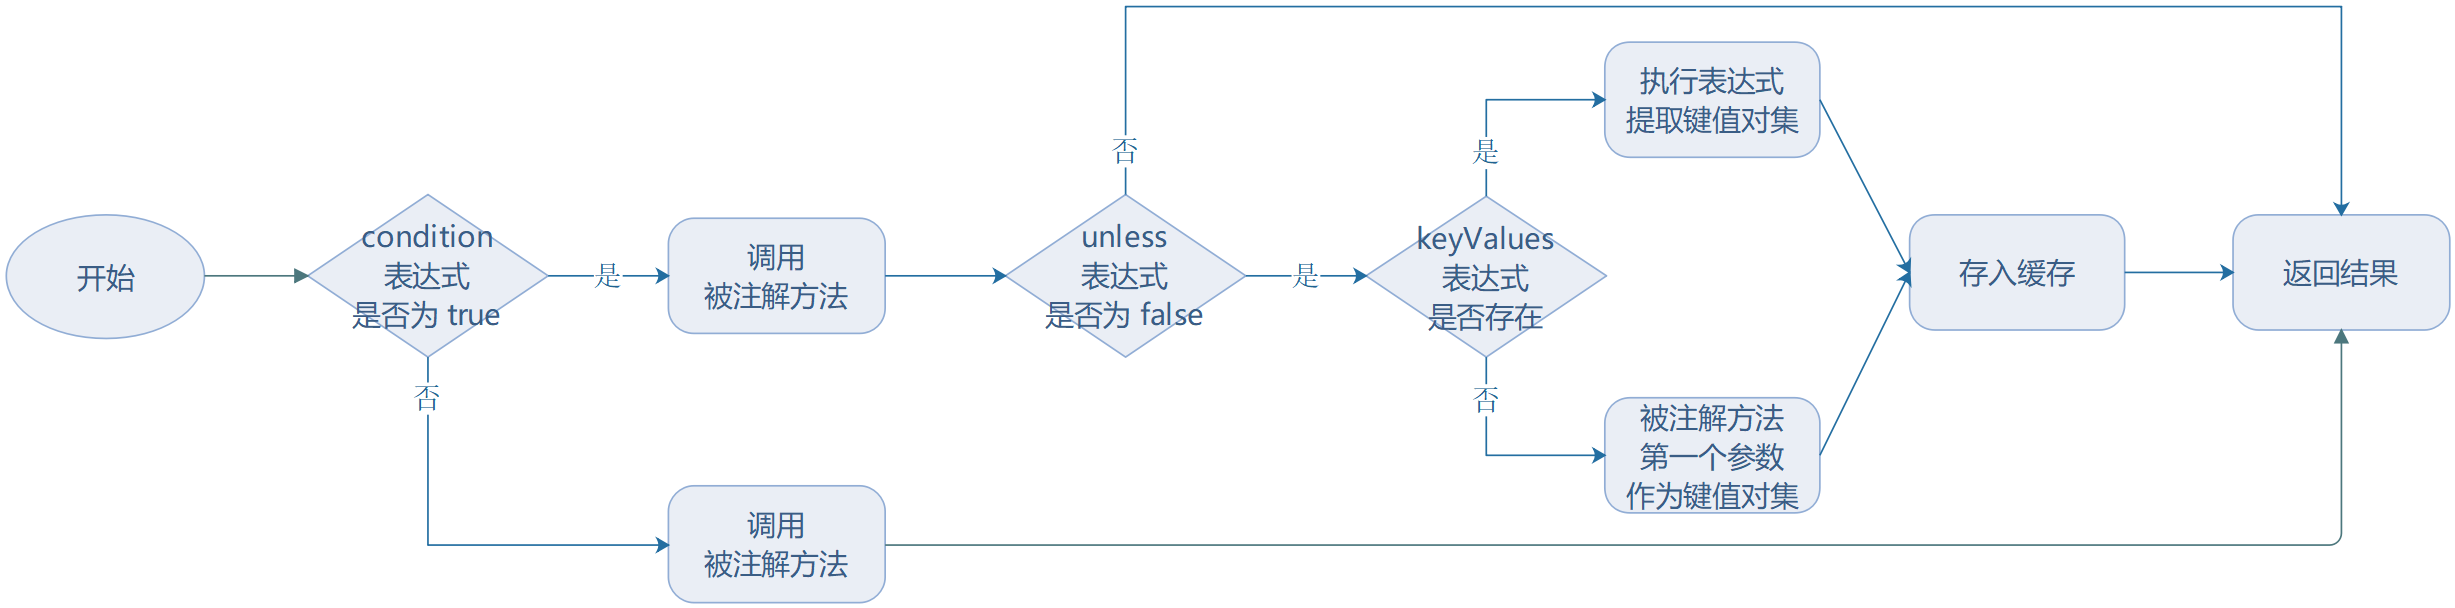 开始
condition
表达式
是否为 true
是
否
调用
被注解方法
调用
被注解方法
unless
表达式
是否为 false
否
是
keyValues
表达式
是否存在
是
否
执行表达式
提取键值对集
被注解方法
第一个参数
作为键值对集
存入缓存
返回结果